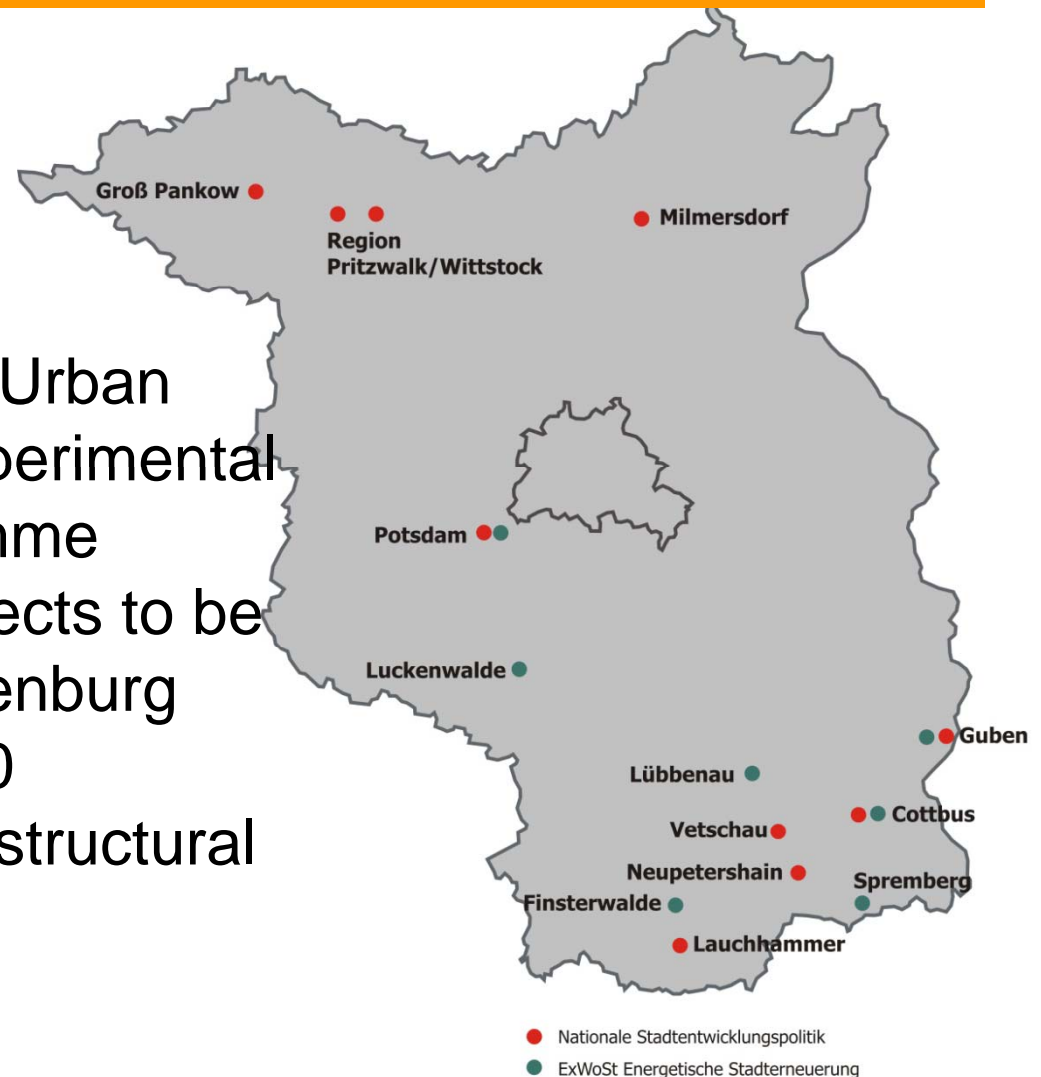 Groß Pankow
Region
Pritzwalk/Wittstock
Milmersdorf
Urban
perimental
me
ects to be
enburg
0
structural
Potsdam
Luckenwalde
Guben
Lübbenau
Cottbus
Vetschau
Neupetershain
Spremberg
Finsterwalde
Lauchhammer
Nationale Stadtentwicklungspolitik
ExWoSt Energetische Stadterneuerung